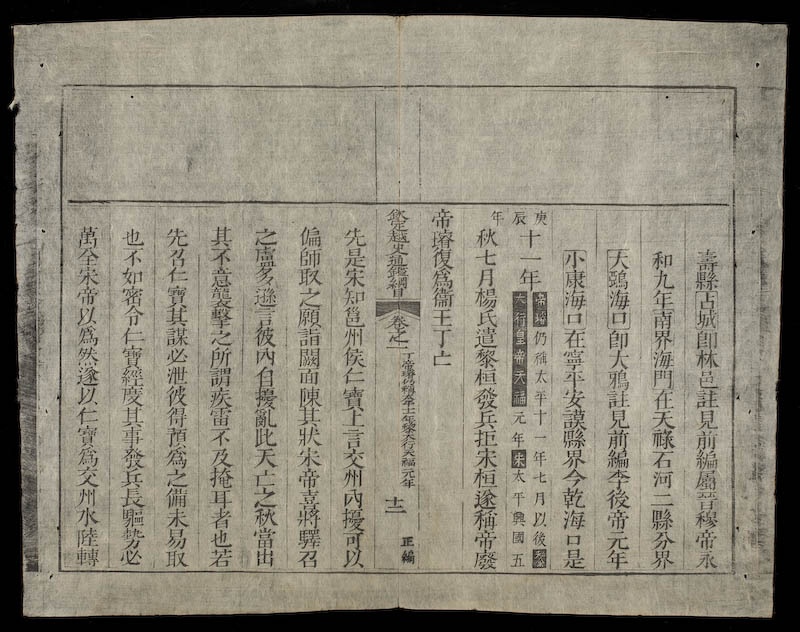 壽縣占城卽林邑註見前編屬晉穆帝永
和九年南界海門在天祿石河二縣分界
大鵶海口卽大鴉註見前編李後帝元年
小康海口在寧平安謨縣界今乾海口是
庚辰年十一年帝璿仍稱太平十一年七月以後黎大行皇帝天福元年宋太平興國五
秋七月楊氏遣黎桓發兵拒宋桓遂稱帝廢
帝璿復爲衞王丁亡
欽定越史通鑑綱目 卷之一 丁帝璿仍稱太平十一年黎大行天福元年 十二 正編
先是宋知邕州侯仁寶上言交州內擾可以
偏師取之願詣闕面陳其狀宋帝喜將驛召
之盧多遜言彼內自擾亂此天亡之秋當出
其不意襲擊之所謂疾雷不及掩耳者也若
先召仁寶其謀必泄彼得預爲之備未易取
也不如密令仁寶經度其事發兵長驅勢必
萬全宋帝以爲然遂以仁寶爲交州水陸轉